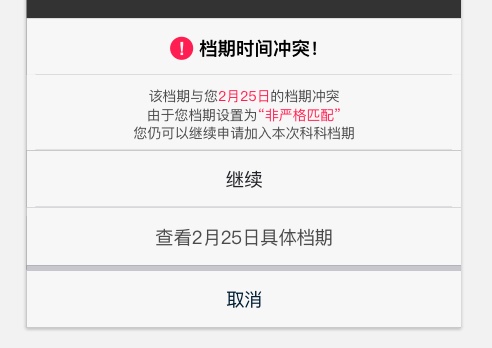 档期时间冲突！
该档期与您2月25日的档期冲突
由于您档期设置为“非严格匹配”
您仍可以继续申请加入本次科科档期
继续
查看2月25日具体档期
取消